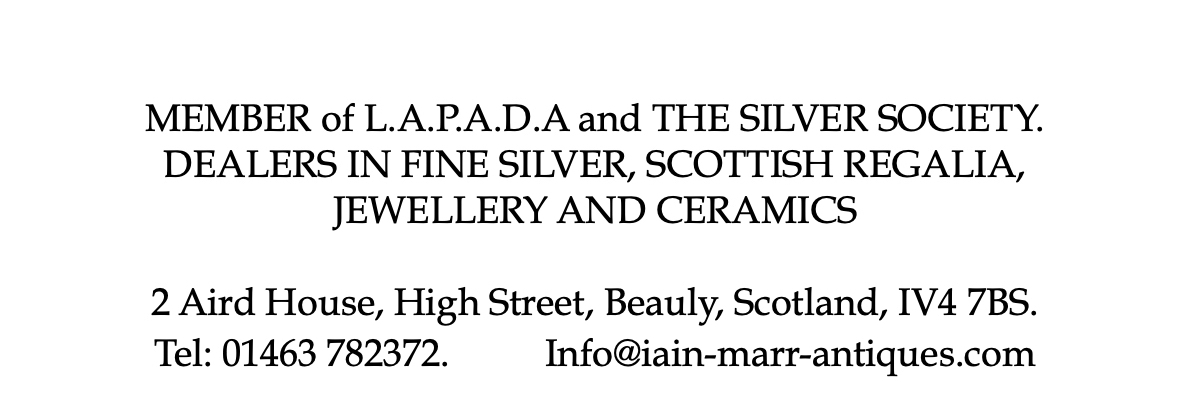 MEMBER of L.A.P.A.D.A and THE SILVER SOCIETY.
DEALERS IN FINE SILVER, SCOTTISH REGALIA,
JEWELLERY AND CERAMICS
2 Aird House, High Street, Beauly, Scotland, IV4 7BS.
Tel: 01463 782372. Info@iain-marr-antiques.com